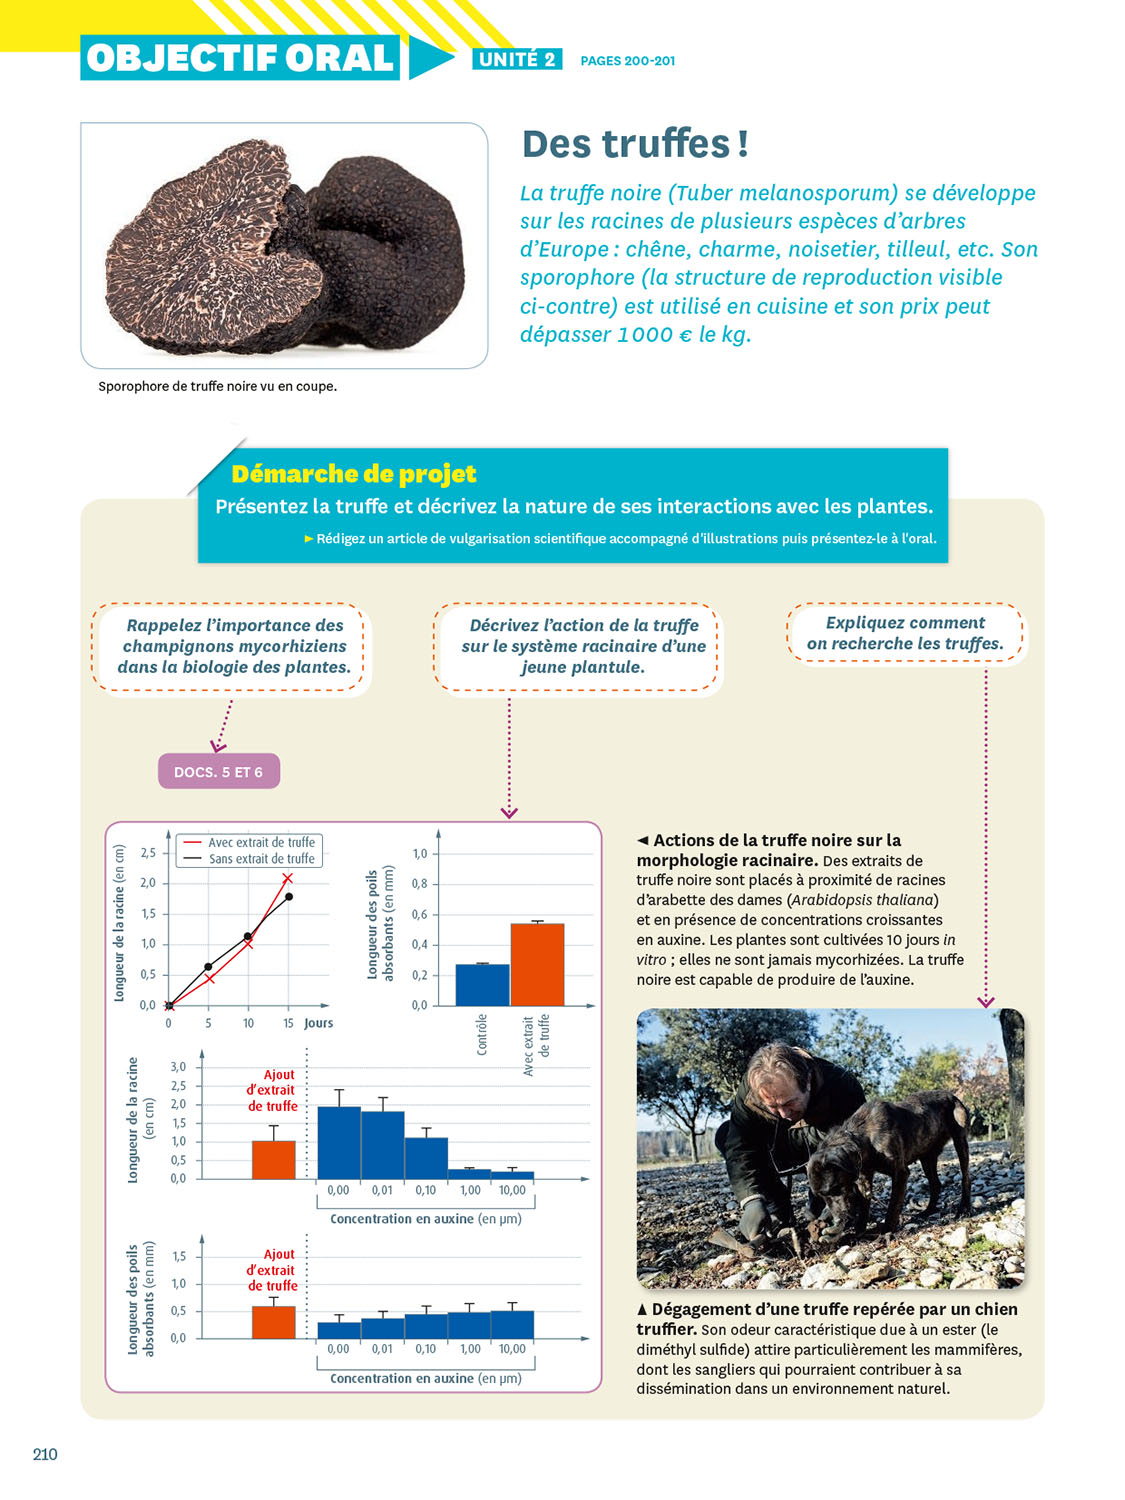 OBJECTIF ORAL
UNITÉ 2
PAGES 200-201
Des truffes !
La truffe noire (Tuber melanosporum) se développe
sur les racines de plusieurs espèces d'arbres
d'Europe : chêne, charme, noisetier, tilleul, etc. Son
sporophore (la structure de reproduction visible
ci-contre) est utilisé en cuisine et son prix peut
dépasser 1 000 € le kg.
Sporophore de truffe noire vu en coupe.
Démarche de projet
Présentez la truffe et décrivez la nature de ses interactions avec les plantes.
► Rédigez un article de vulgarisation scientifique accompagné d'illustrations puis présentez-le à l'oral.
Rappelez l'importance des
champignons mycorhiziens
dans la biologie des plantes.
Décrivez l'action de la truffe
sur le système racinaire d'une
jeune plantule.
Expliquez comment
on recherche les truffes.
DOCS. 5 ET 6
Longueur de la racine (en cm)
2,5
2,0
1,5
1,0
0,5
0,0
Avec extrait de truffe
Sans extrait de truffe
0 5 10 15 Jours
Longueur des poils
absorbants (en mm)
1,0
0,8
0,6
0,4
0,2
0,0
Contrôle
Avec extrait
de truffe
Longueur de la racine
(en cm)
3,0
2,5
2,0
1,5
1,0
0,5
0,0
Ajout
d'extrait
de truffe
0,00 0,01 0,10 1,00 10,00
Concentration en auxine (en µm)
Longueur des poils
absorbants (en mm)
1,5
1,0
0,5
0,0
Ajout
d'extrait
de truffe
0,00 0,01 0,10 1,00 10,00
Concentration en auxine (en µm)
◄ Actions de la truffe noire sur la
morphologie racinaire. Des extraits de
truffe noire sont placés à proximité de racines
d'arabette des dames (Arabidopsis thaliana)
et en présence de concentrations croissantes
en auxine. Les plantes sont cultivées 10 jours in
vitro ; elles ne sont jamais mycorhizées. La truffe
noire est capable de produire de l'auxine.
▲ Dégagement d'une truffe repérée par un chien
truffier. Son odeur caractéristique due à un ester (le
diméthyl sulfide) attire particulièrement les mammifères,
dont les sangliers qui pourraient contribuer à sa
dissémination dans un environnement naturel.
210